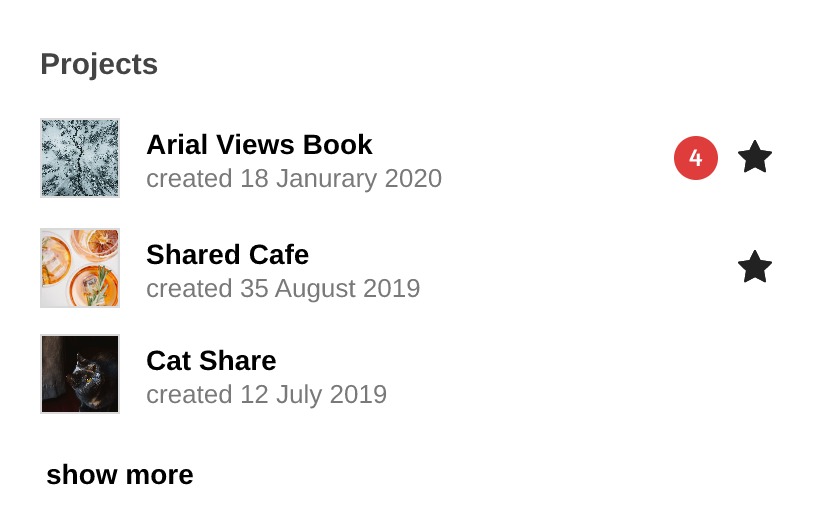 Projects
Arial Views Book
created 18 Janurary 2020
4
Shared Cafe
created 35 August 2019
Cat Share
created 12 July 2019
show more